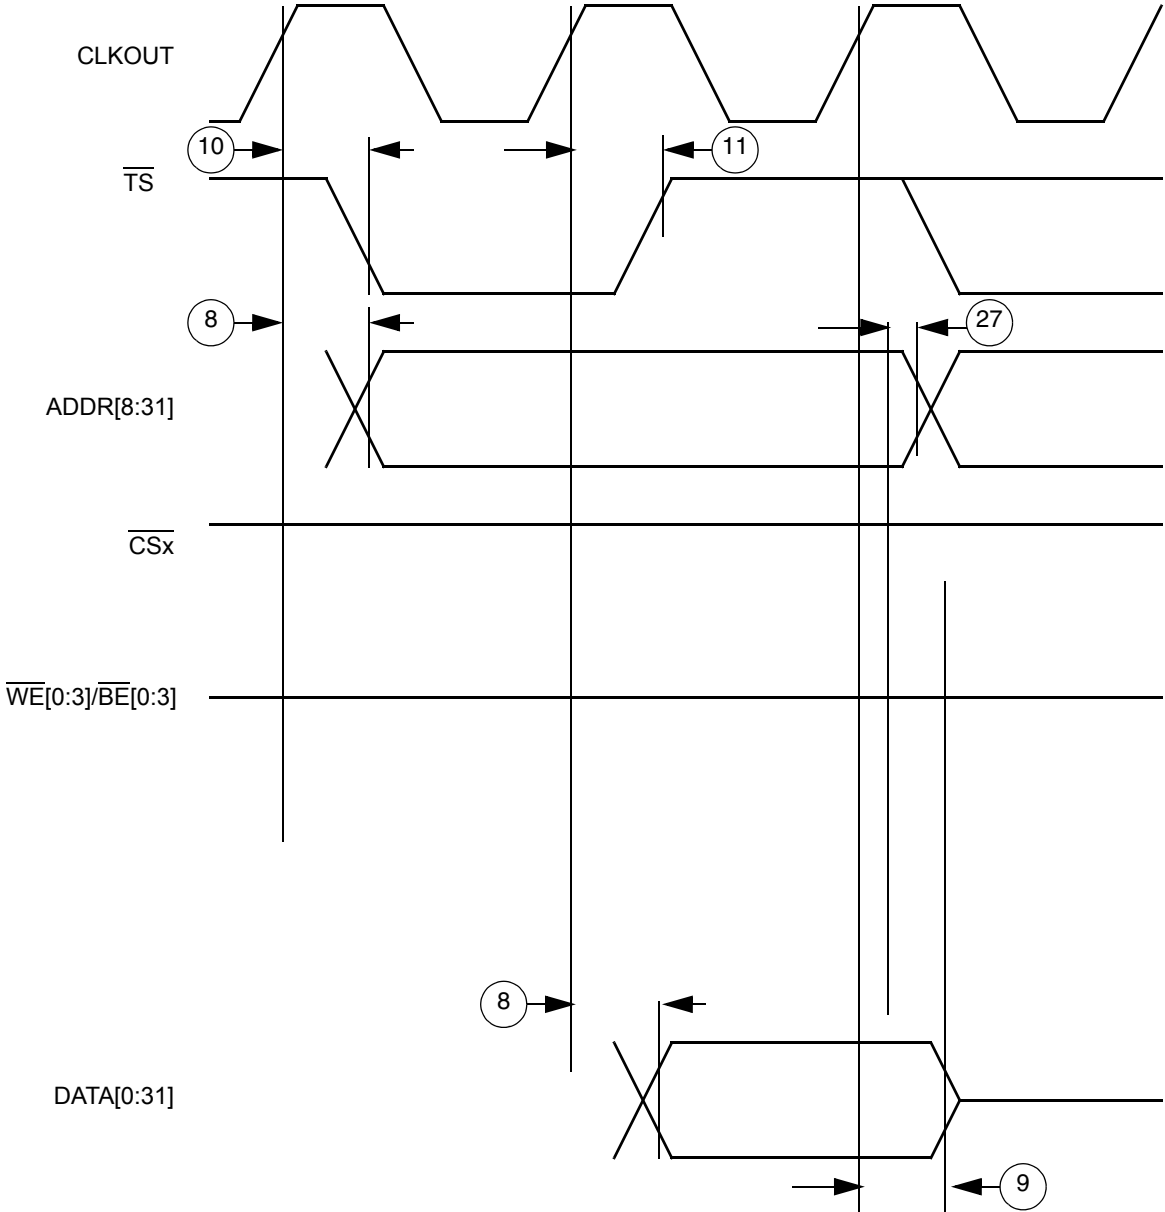 CLKOUT
10
11
TS
8
27
ADDR[8:31]
CSx
WE[0:3]/BE[0:3]
8
DATA[0:31]
9